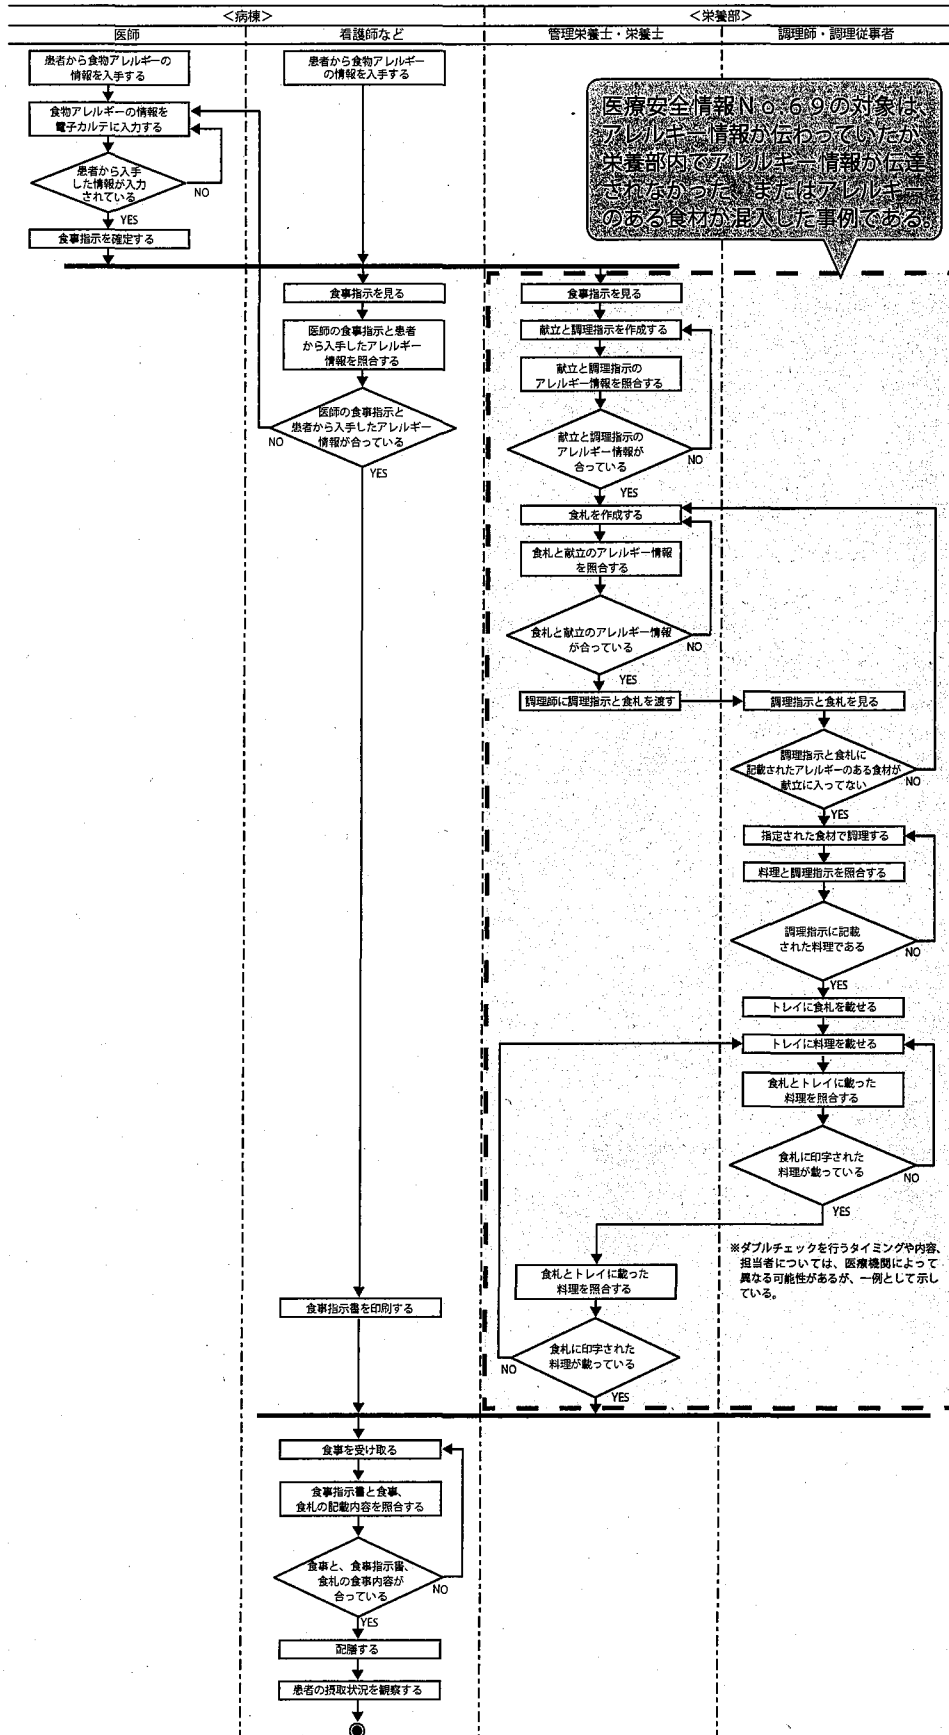 ＜病棟＞
＜栄養部＞
医師
看護師など
管理栄養士・栄養士
調理師・調理従事者
患者から食物アレルギーの
情報を入手する
食物アレルギーの情報を
電子カルテに入力する
患者から入手
した情報が入力
されている
NO
YES
食事指示を確定する
患者から食物アレルギー
の情報を入手する
医療安全情報Ｎｏ.６９の対象は、
アレルギー情報が伝わっていたが
栄養部内でアレルギー情報が伝達
されなかった、またはアレルギー
のある食材が混入した事例である。
食事指示を見る
医師の食事指示と患者
から入手したアレルギー
情報を照合する
医師の食事指示と
患者から入手したアレルギー
情報が合っている
NO
YES
食事指示を見る
献立と調理指示を作成する
献立と調理指示の
アレルギー情報を照合する
献立と調理指示の
アレルギー情報が
合っている
NO
YES
食札を作成する
食札と献立のアレルギー情報
を照合する
食札と献立のアレルギー情報
が合っている
NO
YES
調理師に調理指示と食札を渡す
調理指示と食札を見る
調理指示と食札に
記載されたアレルギーのある食材が
献立に入ってない
NO
YES
指定された食材で調理する
料理と調理指示を照合する
調理指示に記載
された料理である
NO
YES
トレイに食札を載せる
トレイに料理を載せる
食札とトレイに載った
料理を照合する
食札に印字された
料理が載っている
NO
YES
※ダブルチェックを行うタイミングや内容、
担当者については、医療機関によって
異なる可能性があるが、一例として示し
ている。
食札とトレイに載った
料理を照合する
食札に印字された
料理が載っている
NO
YES
食事指示書を印刷する
食事を受け取る
食事指示書と食事、
食札の記載内容を照合する
食事と、食事指示書、
食札の食事内容が
合っている
NO
YES
配膳する
患者の摂取状況を観察する